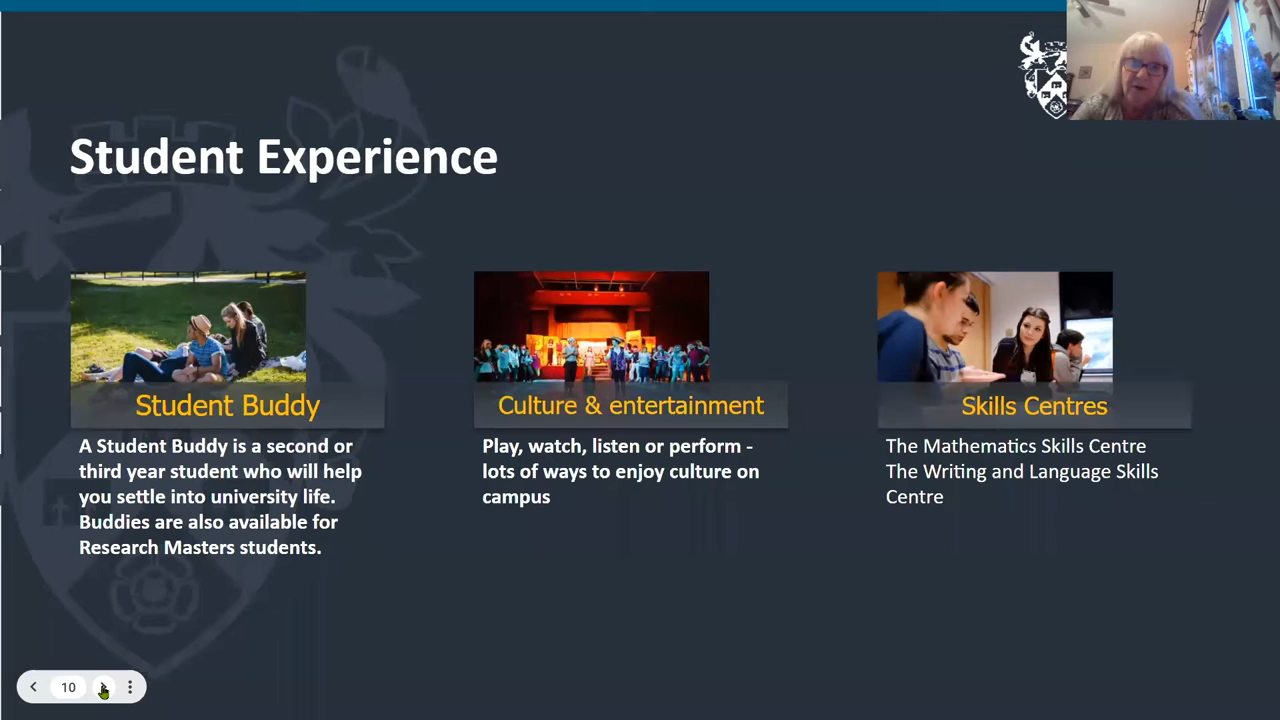 Student Experience
Student Buddy
A Student Buddy is a second or
third year student who will help
you settle into university life.
Buddies are also available for
Research Masters students.
Culture & entertainment
Play, watch, listen or perform -
lots of ways to enjoy culture on
campus
Skills Centres
The Mathematics Skills Centre
The Writing and Language Skills
Centre
10